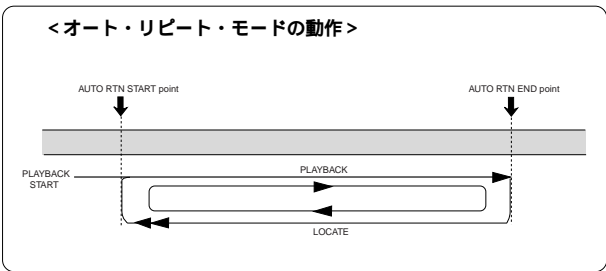 <オート・リピート・モードの動作>
AUTO RTN START point
AUTO RTN END point
PLAYBACK
START
PLAYBACK
LOCATE